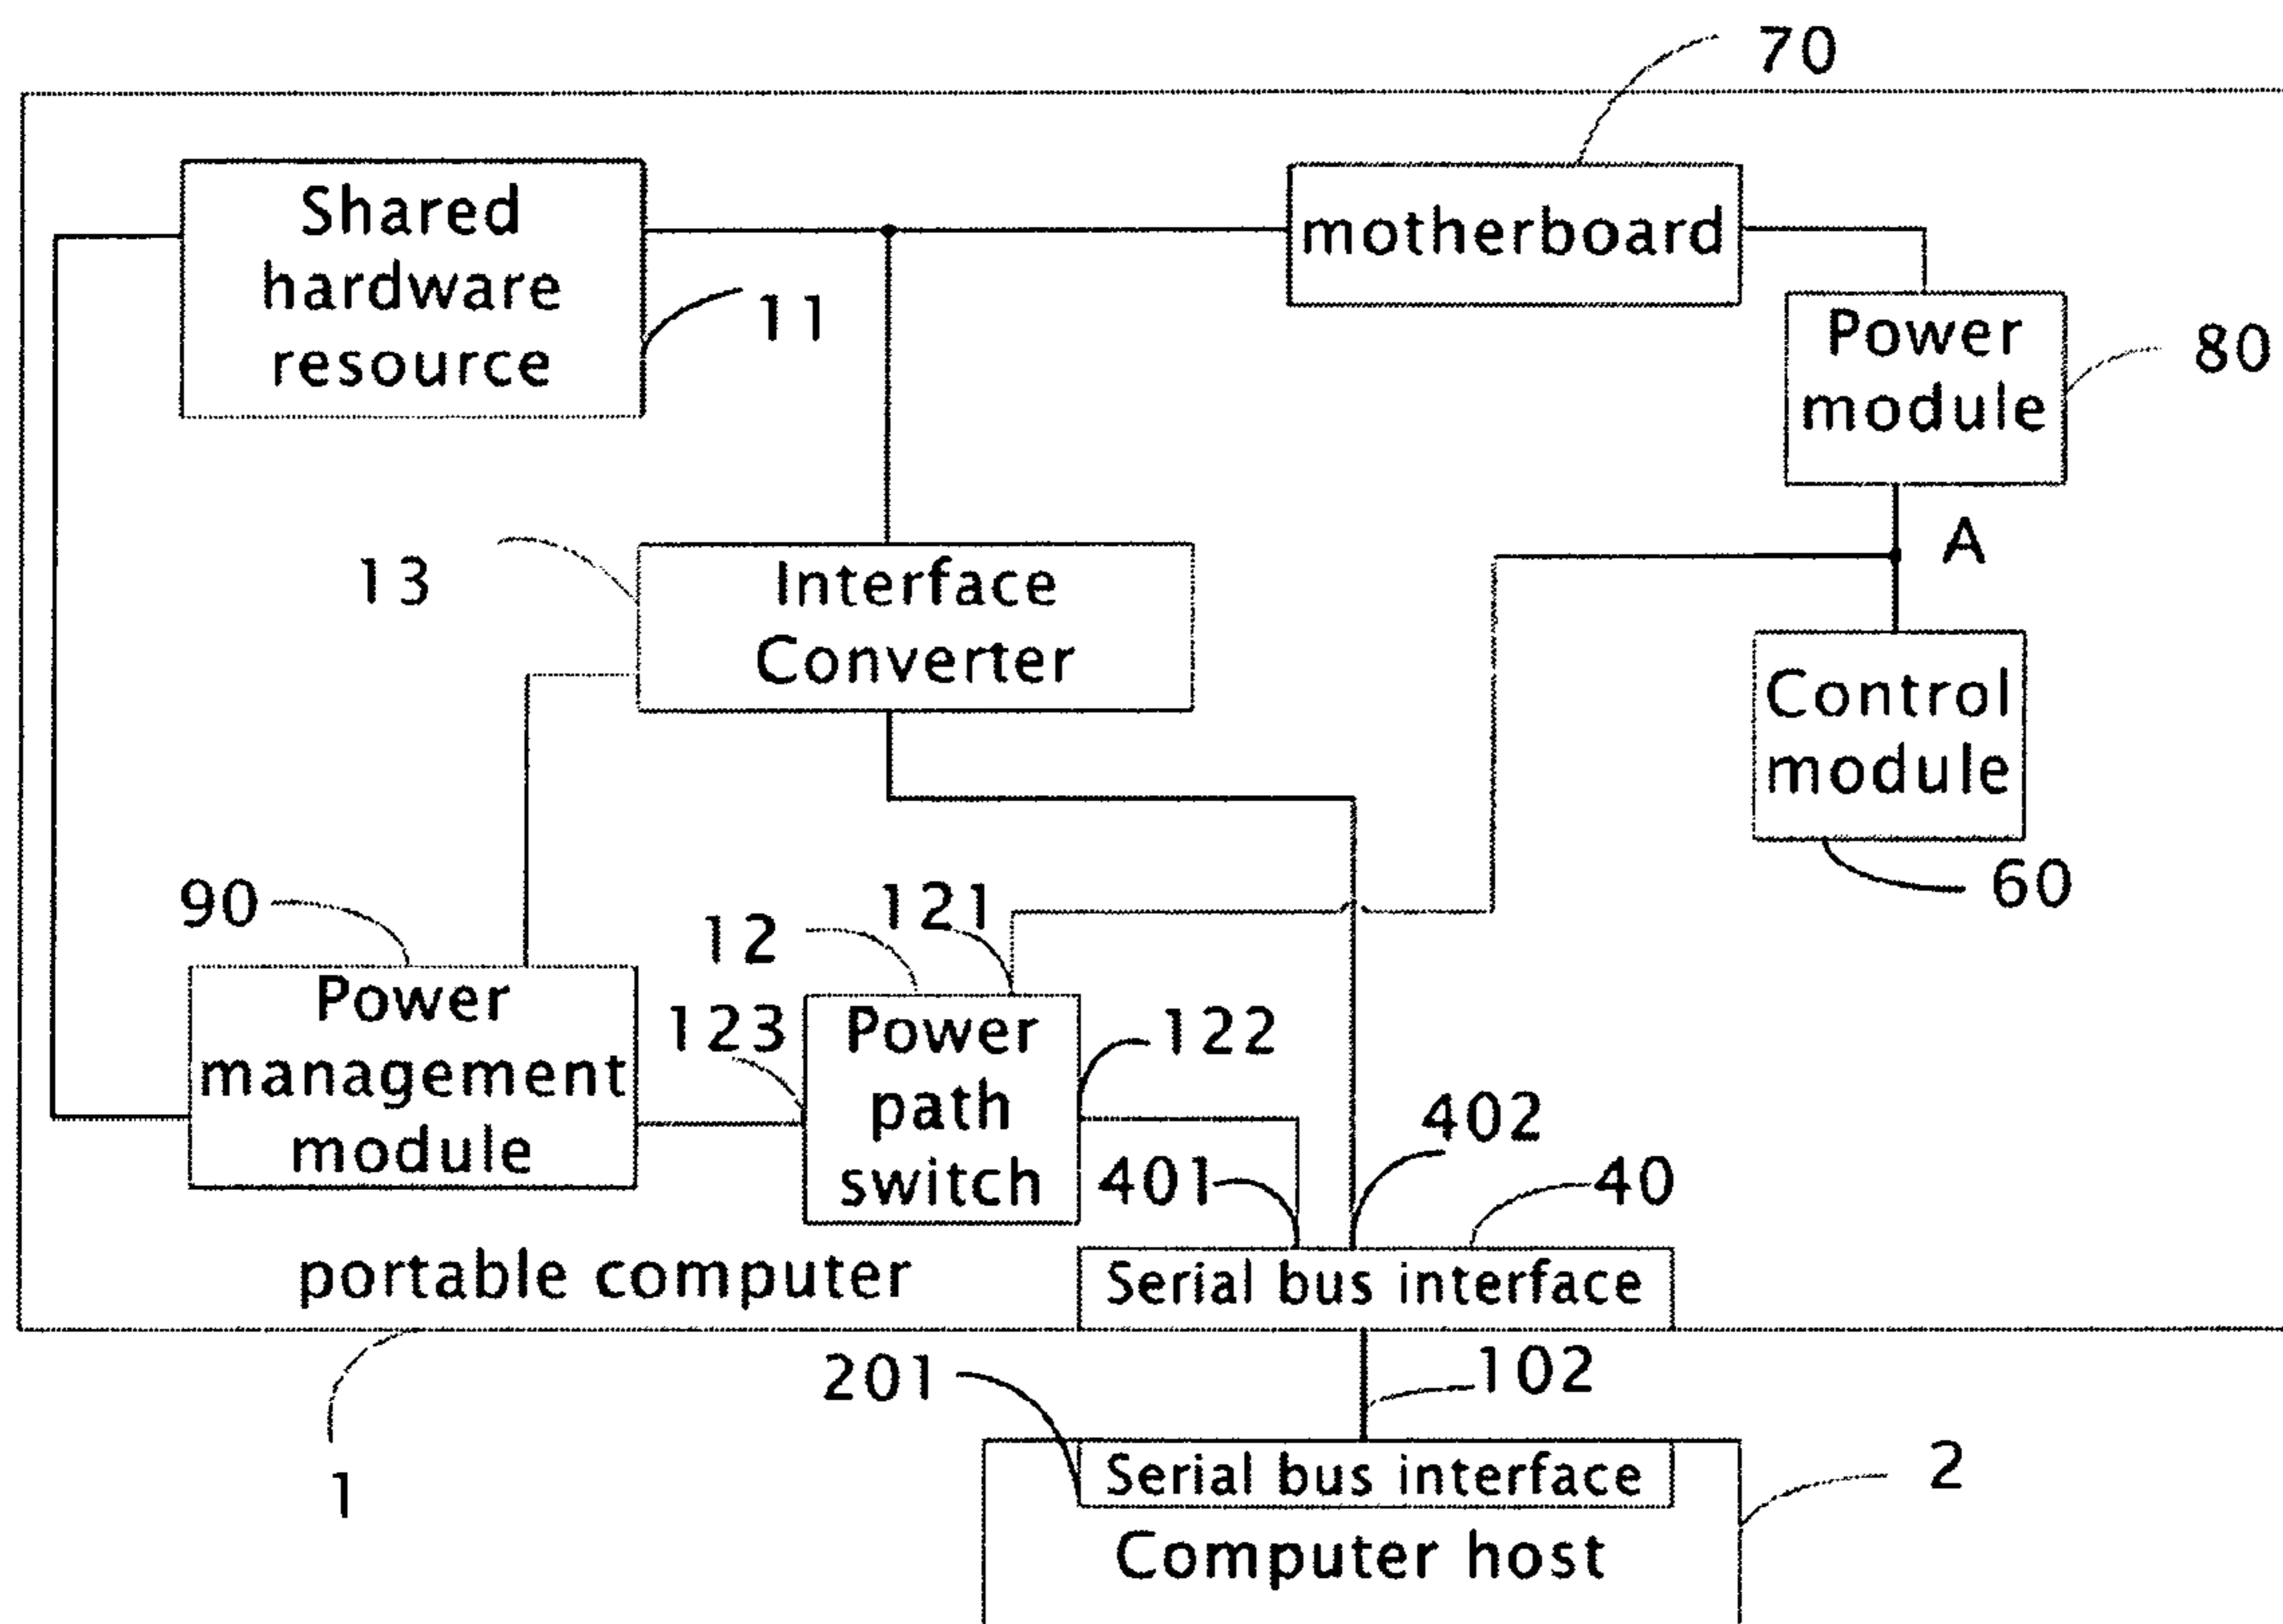 70
Shared
hardware
resource
motherboard
11
Power
module
80
A
13
Interface
Converter
Control
module
60
90
12
121
Power
management
module
123
Power
path
switch
122
402
401
40
portable computer
Serial bus interface
201
102
1
Serial bus interface
2
Computer host